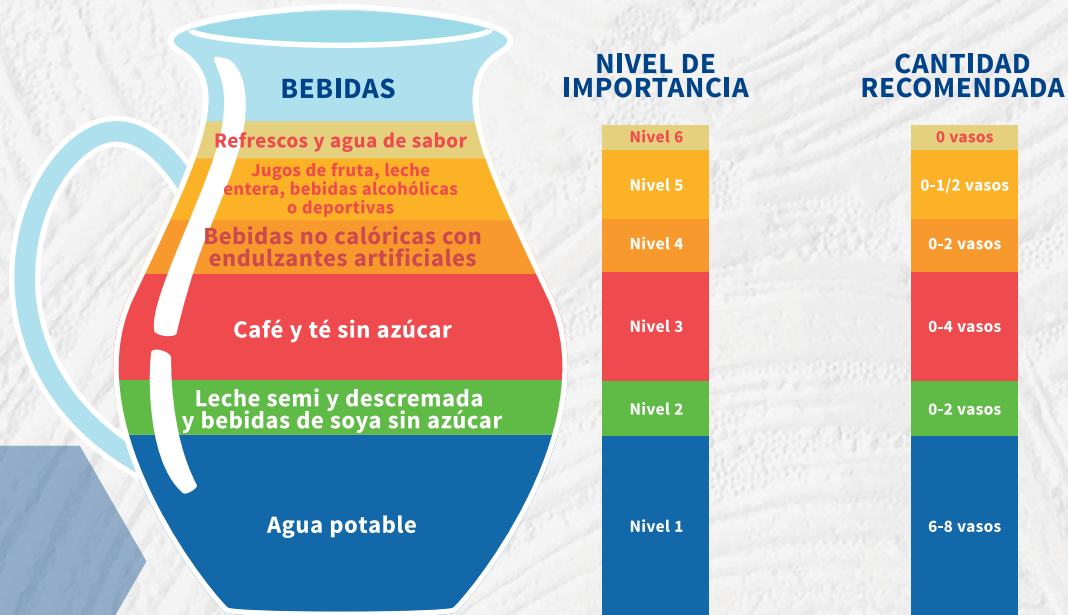 BEBIDAS
Refrescos y agua de sabor
Jugos de fruta, leche
entera, bebidas alcohólicas
o deportivas
Bebidas no calóricas con
endulzantes artificiales
Café y té sin azúcar
Leche semi y descremada
y bebidas de soya sin azúcar
Agua potable
NIVEL DE
IMPORTANCIA
Nivel 6
Nivel 5
Nivel 4
Nivel 3
Nivel 2
Nivel 1
CANTIDAD
RECOMENDADA
0 vasos
0-1/2 vasos
0-2 vasos
0-4 vasos
0-2 vasos
6-8 vasos